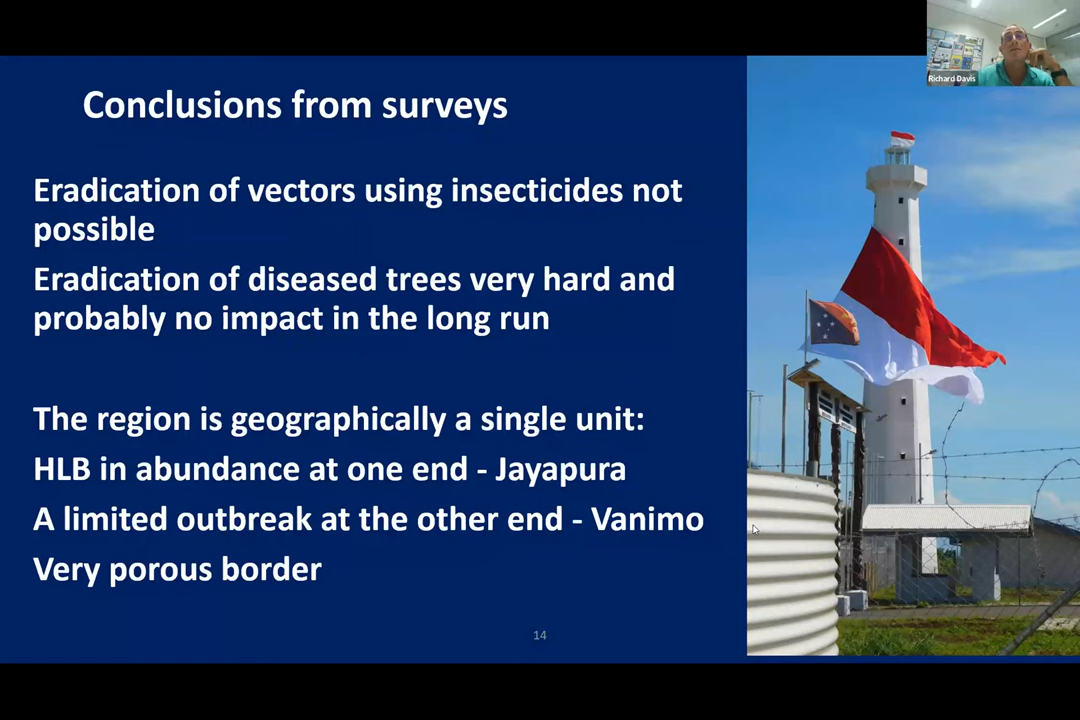 Richard Davis
Conclusions from surveys
Eradication of vectors using insecticides not
possible
Eradication of diseased trees very hard and
probably no impact in the long run
The region is geographically a single unit:
HLB in abundance at one end - Jayapura
A limited outbreak at the other end - Vanimo
Very porous border
14